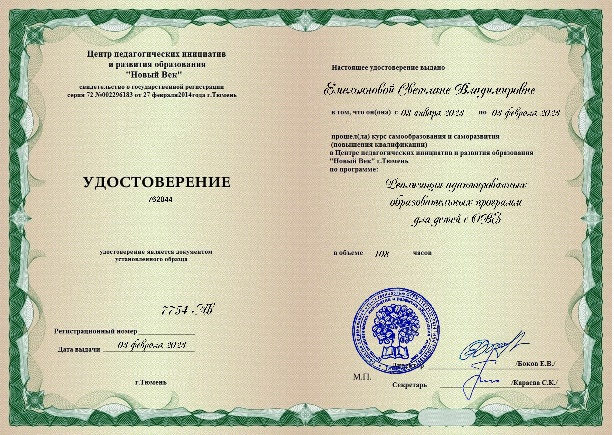 Центр педагогических инициатив
и развития образования
"Новый Век"
свидетельство о государственной регистрации
серия 72 №002296183 от 27 февраля2014года г.Тюмень
УДОСТОВЕРЕНИЕ
/62044
удостоверение является документом
установленного образца
7754 АБ
Регистрационный номер
Дата выдачи 08 февраля 2023
г.Тюмень
Настоящее удостоверение выдано
Емельяновой Светлане Владимировне
в том, что он(она) с 08 января 2023 по 08 февраля 2023
прошел(ла) курс самообразования и саморазвития
(повышения квалификации)
в Центре педагогических инициатив и развития образования
"Новый Век" г.Тюмень
по программе:
Реализация адаптированных
образовательных программ
для детей с ОВЗ
в объеме 108 часов
М.П.
/Боков Е.В./
Секретарь /Карасва С.К./